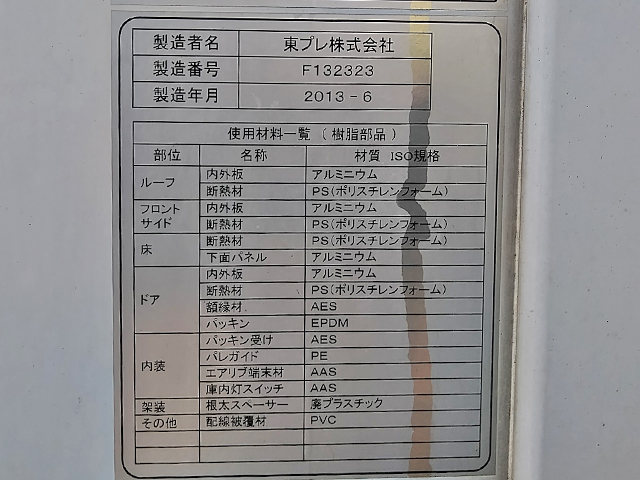 製造者名 東プレ株式会社
製造番号 F132323
製造年月 2013-6
使用材料一覧 (樹脂部品)
部位 名称 材質 ISO規格
ルーフ 内外板 アルミニウム
断熱材 PS(ポリスチレンフォーム)
フロントサイド 内外板 アルミニウム
断熱材 PS(ポリスチレンフォーム)
床 断熱材 PS(ポリスチレンフォーム)
下面パネル アルミニウム
ドア 内外板 アルミニウム
断熱材 PS(ポリスチレンフォーム)
額縁材 AES
パッキン EPDM
内装 パッキン受け AES
パレガイド PE
エアリブ端末材 AAS
庫内灯スイッチ AAS
架装 根太スペーサー 廃プラスチック
その他 配線被覆材 PVC